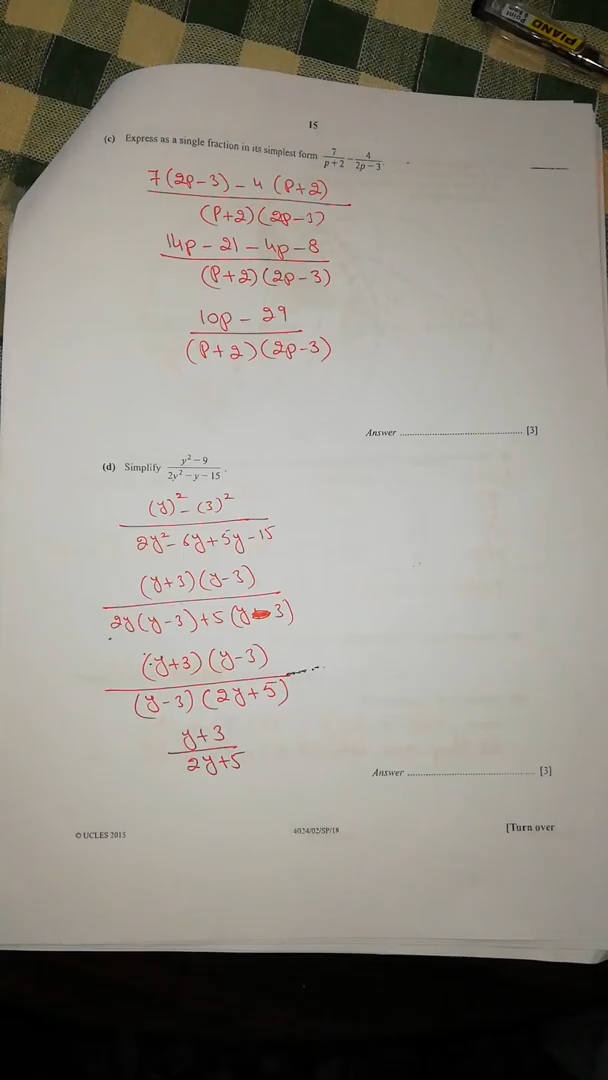 PIANO
POINT
15
(c) Express as a single fraction in its simplest form 7/(p+2) − 4/(2p−3).
7(2p−3) − 4(P+2)
(P+2)(2p−3)
14p − 21 − 4p − 8
(P+2)(2p−3)
10p − 29
(P+2)(2p−3)
Answer ........................................ [3]
(d) Simplify (y²−9)/(2y²−y−15).
(y)² − (3)²
2y² − 6y + 5y − 15
(y+3)(y−3)
2y(y−3)+5(y−3)
(y+3)(y−3)
(y−3)(2y+5)
y+3
2y+5
Answer ........................................ [3]
© UCLES 2015
4024/02/SP/18
[Turn over